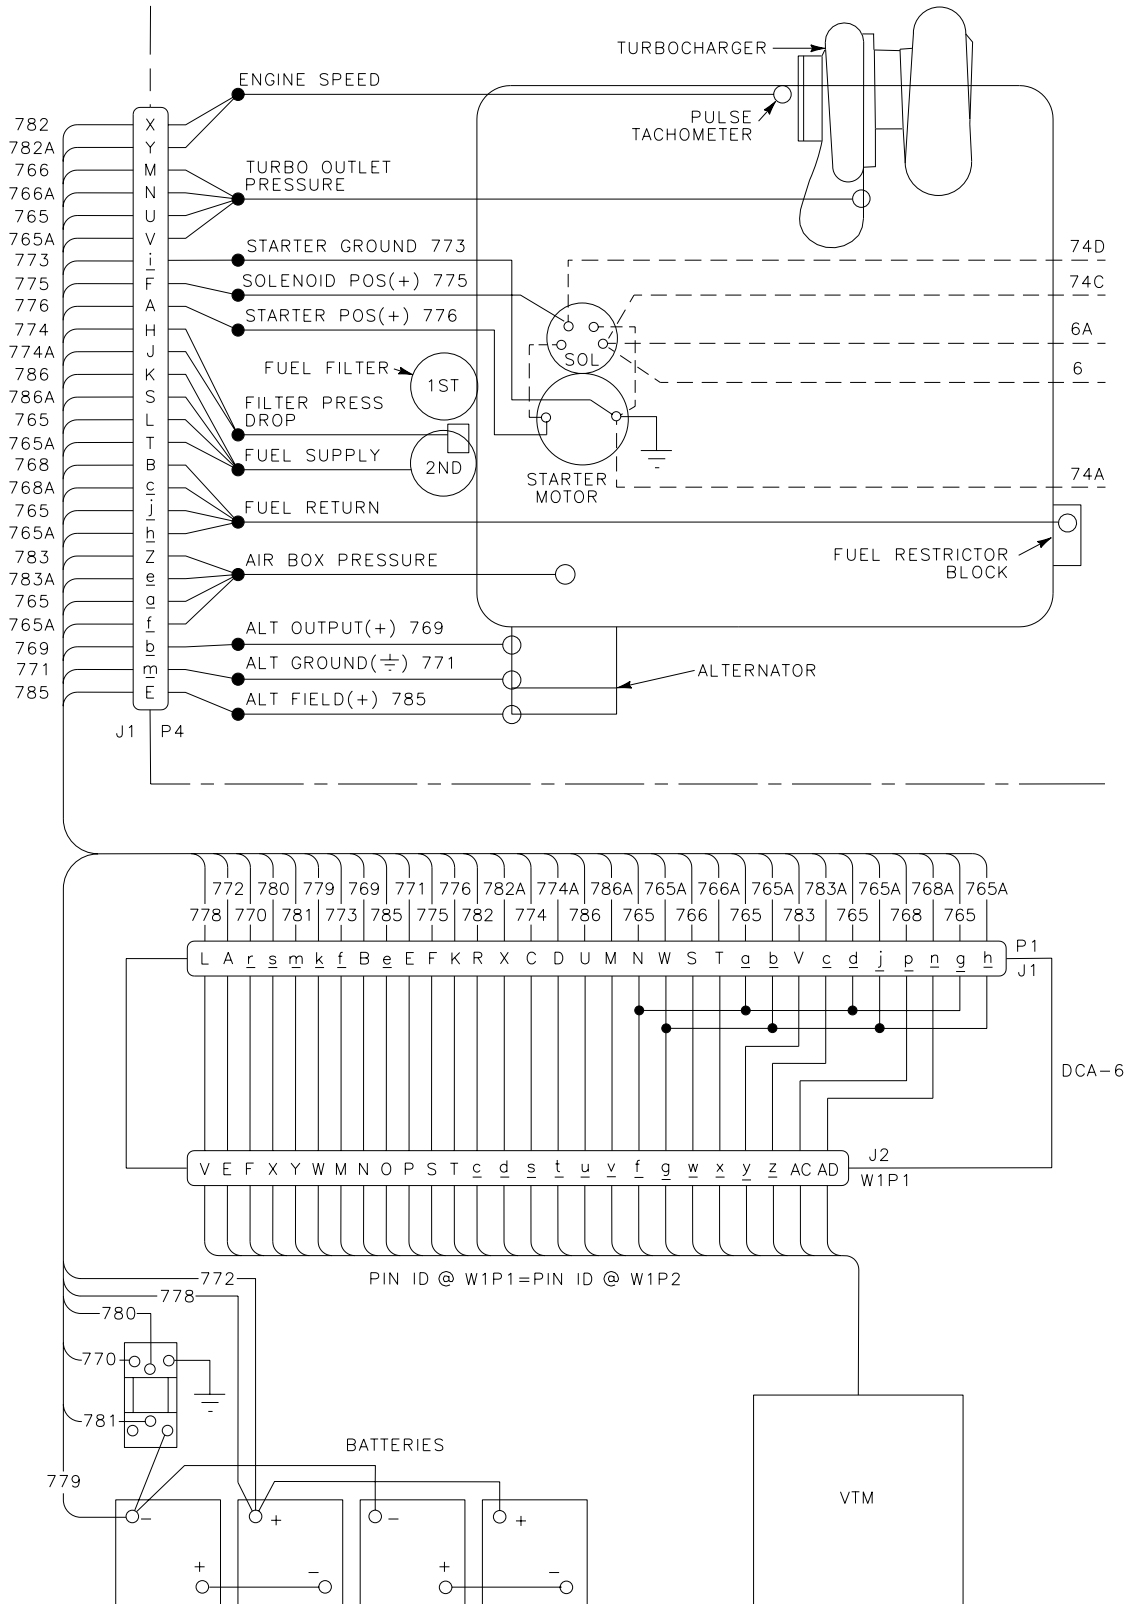 TURBOCHARGER
ENGINE SPEED
PULSE
TACHOMETER
782 X
782A Y
766 M
766A N
765 U
765A V
773 i
775 F
776 A
774 H
774A J
786 K
786A S
765 L
765A T
768 B
768A c
765 j
765A h
783 Z
783A e
765 a
765A f
769 b
771 m
785 E
J1 P4
TURBO OUTLET
PRESSURE
STARTER GROUND 773
SOLENOID POS(+) 775
STARTER POS(+) 776
FUEL FILTER
1ST
FILTER PRESS
DROP
FUEL SUPPLY
2ND
FUEL RETURN
AIR BOX PRESSURE
ALT OUTPUT(+) 769
ALT GROUND(⏚) 771
ALT FIELD(+) 785
SOL
STARTER
MOTOR
74D
74C
6A
6
74A
FUEL RESTRICTOR
BLOCK
ALTERNATOR
772 780 779 769 771 776 782A 774A 786A 765A 766A 765A 783A 765A 768A 765A
778 770 781 773 785 775 782 774 786 765 766 765 783 765 768 765
P1
L A r s m k f B e E F K R X C D U M N W S T a b V c d j p n g h
J1
DCA-6
J2
V E F X Y W M N O P S T c d s t u v f g w x y z AC AD
W1P1
PIN ID @ W1P1=PIN ID @ W1P2
772
778
780
770
781
779
BATTERIES
- + - +
+ - + -
VTM